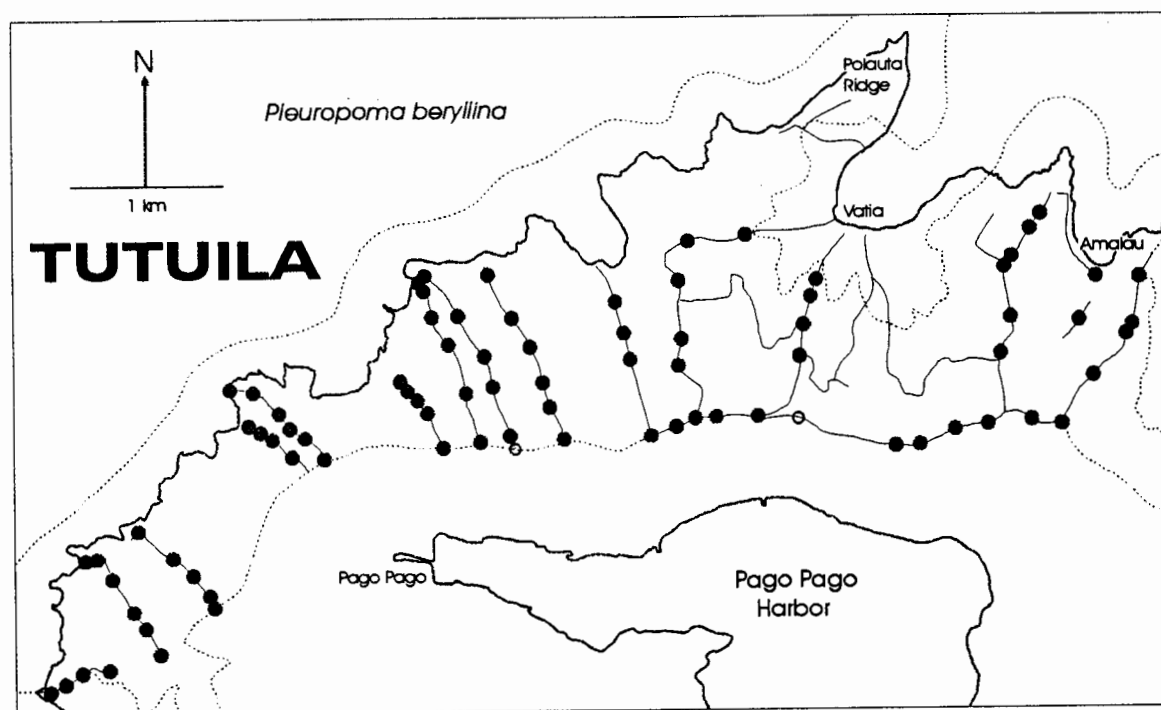 N
Pleuropoma beryllina
1 km
TUTUILA
Polauta
Ridge
Vatia
Amalau
Pago Pago
Pago Pago
Harbor